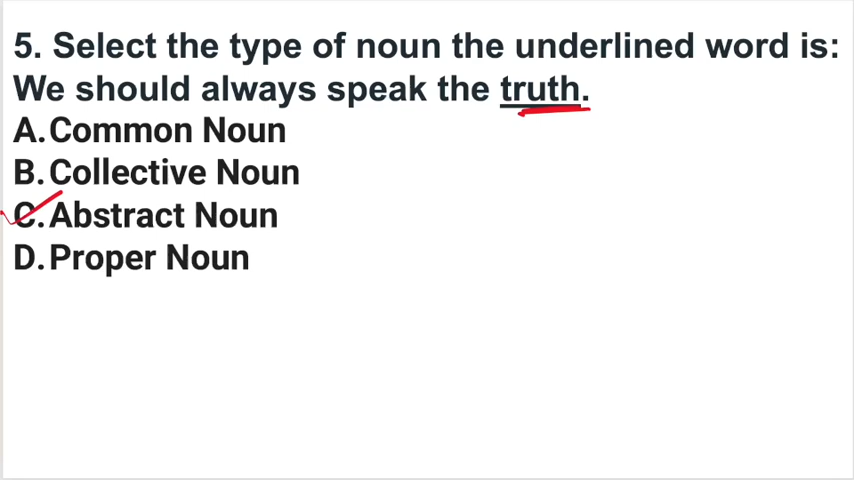 5. Select the type of noun the underlined word is:
We should always speak the truth.
A. Common Noun
B. Collective Noun
C. Abstract Noun
D. Proper Noun